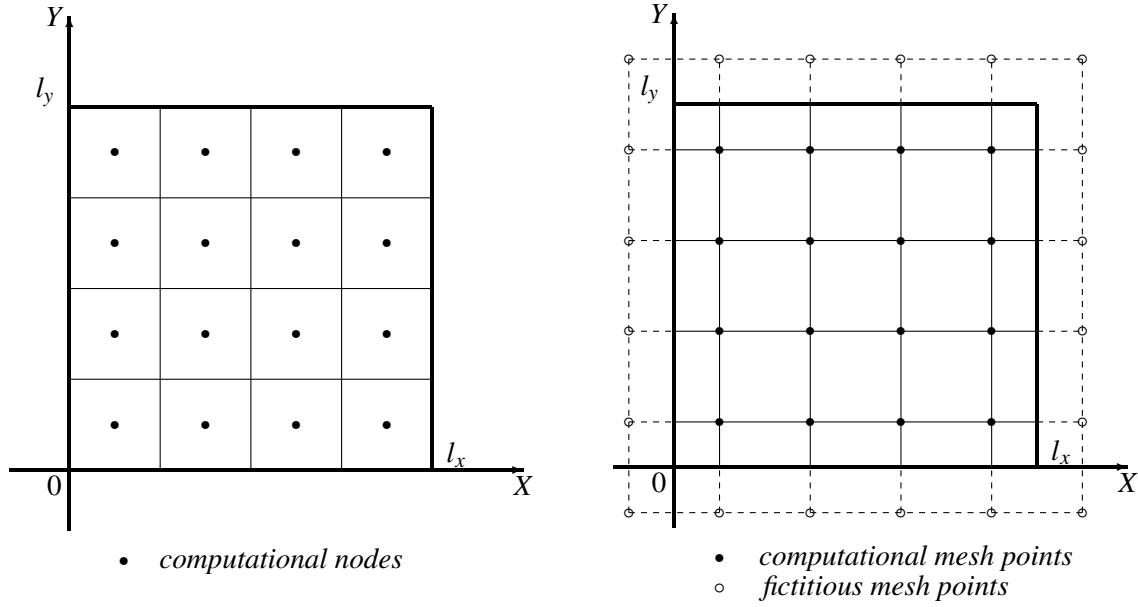 Y
l_y
l_x
0
X
• computational nodes
Y
l_y
l_x
0
X
• computational mesh points
○ fictitious mesh points